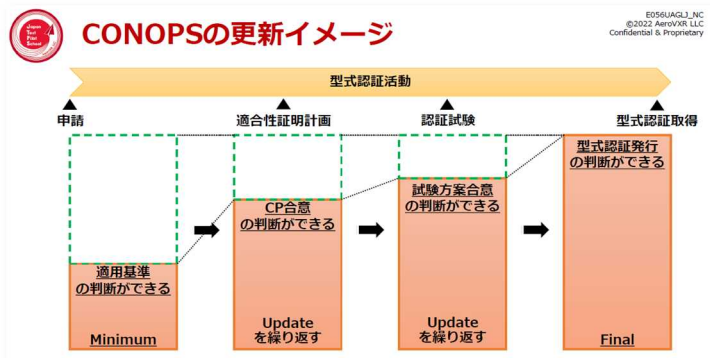 Japan
Test
Pilot
School
CONOPSの更新イメージ
E056UAGLJ_NC
©2022 AeroVXR LLC
Confidential & Proprietary
型式認証活動
申請
適合性証明計画
認証試験
型式認証取得
適用基準
の判断ができる
Minimum
CP合意
の判断ができる
Update
を繰り返す
試験方案合意
の判断ができる
Update
を繰り返す
型式認証発行
の判断ができる
Final